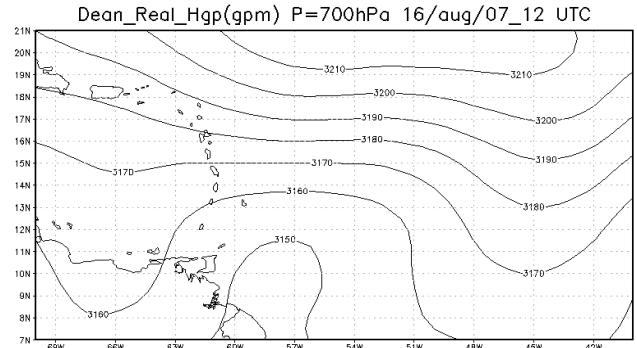 Dean_Real_Hgp(gpm) P=700hPa 16/aug/07_12 UTC
21N
20N
3210
3210
19N
18N
3200
3190
3200
17N
16N
3180
3190
15N
3170
3170
14N
3160
3180
13N
12N
11N
3150
10N
3170
9N
8N
3160
7N
69W 66W 63W 60W 57W 54W 51W 48W 45W 42W